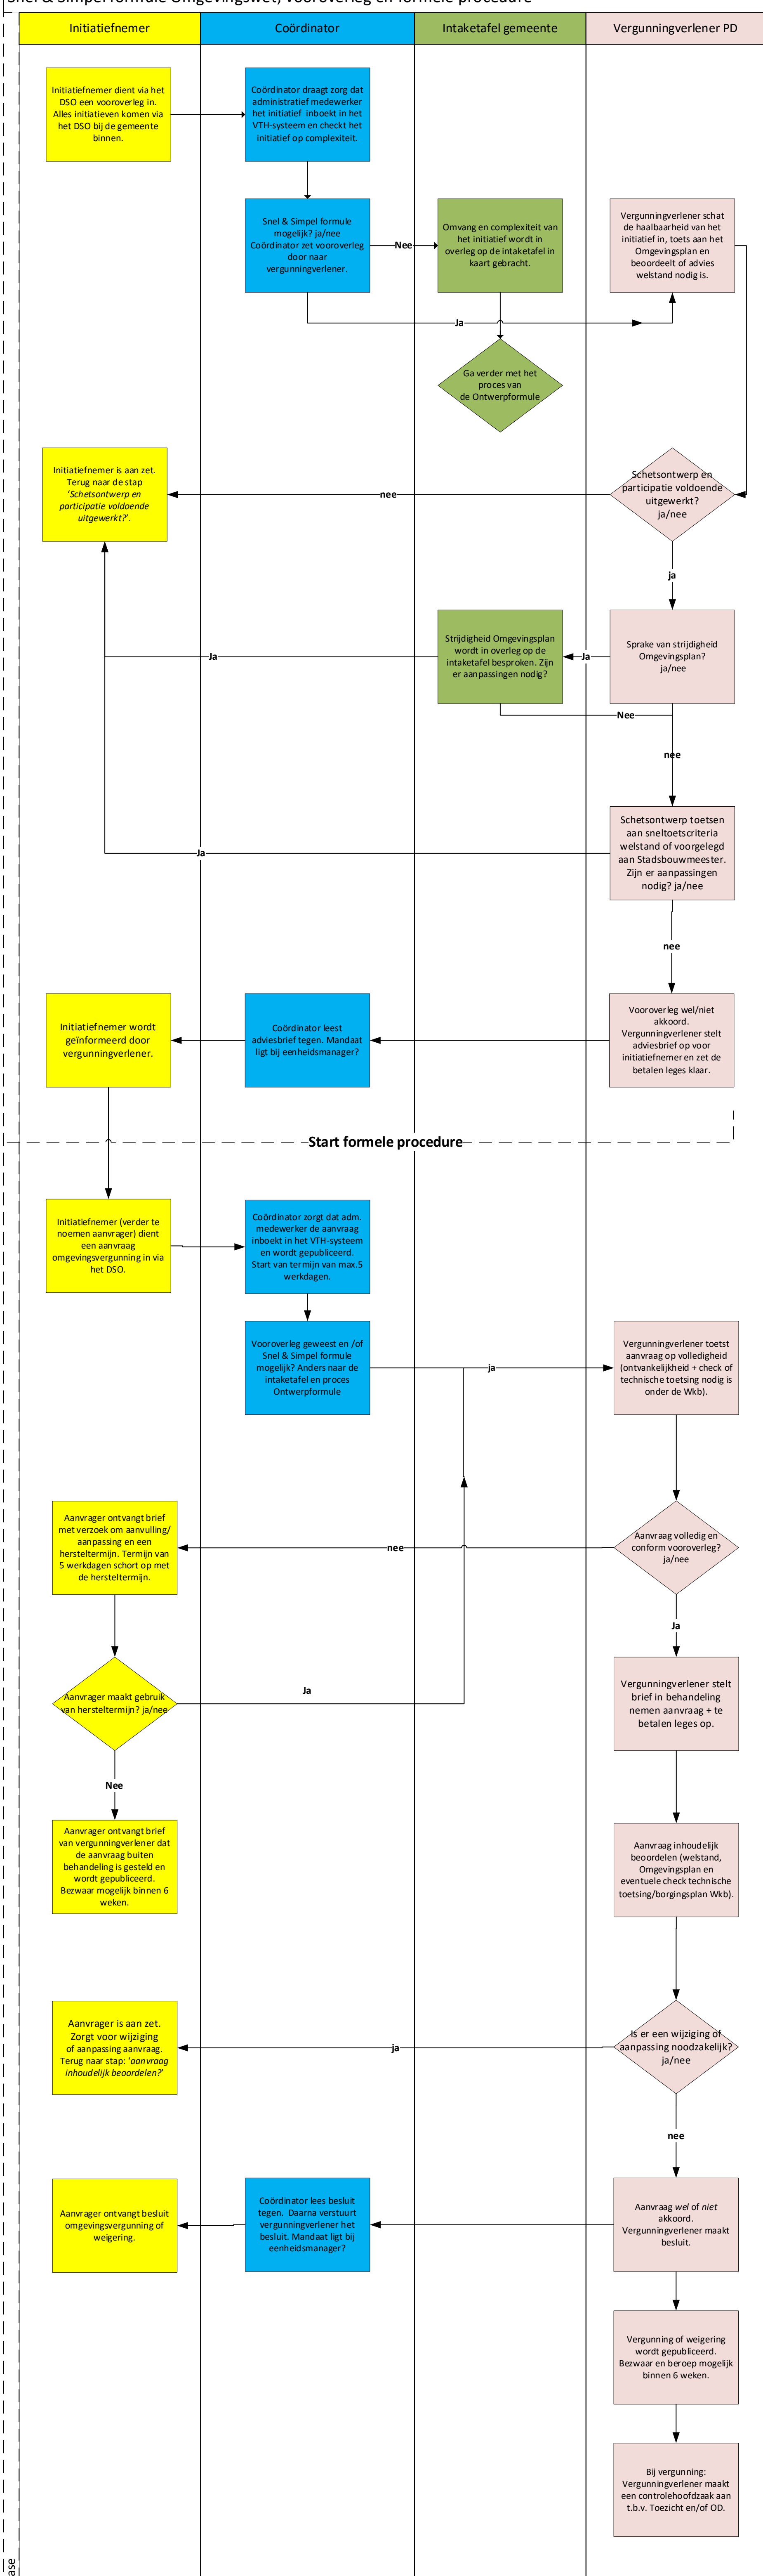 Snel & Simpel formule Omgevingswet, vooroverleg en formele procedure
Initiatiefnemer
Coördinator
Intaketafel gemeente
Vergunningverlener PD
Initiatiefnemer dient via het
DSO een vooroverleg in.
Alles initiatieven komen via
het DSO bij de gemeente
binnen.
Coördinator draagt zorg dat
administratief medewerker
het initiatief inboekt in het
VTH-systeem en checkt het
initiatief op complexiteit.
Snel & Simpel formule
mogelijk? ja/nee
Coördinator zet vooroverleg
door naar
vergunningverlener.
Nee
Omvang en complexiteit van
het initiatief wordt in
overleg op de intaketafel in
kaart gebracht.
Vergunningverlener schat
de haalbaarheid van het
initiatief in, toets aan het
Omgevingsplan en
beoordeelt of advies
welstand nodig is.
Ja
Ga verder met het
proces van
de Ontwerpformule
Initiatiefnemer is aan zet.
Terug naar de stap
‘Schetsontwerp en
participatie voldoende
uitgewerkt?’.
nee
Schetsontwerp en
participatie voldoende
uitgewerkt?
ja/nee
ja
Ja
Strijdigheid Omgevingsplan
wordt in overleg op de
intaketafel besproken. Zijn
er aanpassingen nodig?
Ja
Sprake van strijdigheid
Omgevingsplan?
ja/nee
Nee
nee
Ja
Schetsontwerp toetsen
aan sneltoetscriteria
welstand of voorgelegd
aan Stadsbouwmeester.
Zijn er aanpassingen
nodig? ja/nee
nee
Initiatiefnemer wordt
geïnformeerd door
vergunningverlener.
Coördinator leest
adviesbrief tegen. Mandaat
ligt bij eenheidsmanager?
Vooroverleg wel/niet
akkoord.
Vergunningverlener stelt
adviesbrief op voor
initiatiefnemer en zet de
betalen leges klaar.
Start formele procedure
Initiatiefnemer (verder te
noemen aanvrager) dient
een aanvraag
omgevingsvergunning in via
het DSO.
Coördinator zorgt dat adm.
medewerker de aanvraag
inboekt in het VTH-systeem
en wordt gepubliceerd.
Start van termijn van max.5
werkdagen.
Vooroverleg geweest en /of
Snel & Simpel formule
mogelijk? Anders naar de
intaketafel en proces
Ontwerpformule
ja
Vergunningverlener toetst
aanvraag op volledigheid
(ontvankelijkheid + check of
technische toetsing nodig is
onder de Wkb).
Aanvrager ontvangt brief
met verzoek om aanvulling/
aanpassing en een
hersteltermijn. Termijn van
5 werkdagen schort op met
de hersteltermijn.
nee
Aanvraag volledig en
conform vooroverleg?
ja/nee
Ja
Aanvrager maakt gebruik
van hersteltermijn? ja/nee
Ja
Vergunningverlener stelt
brief in behandeling
nemen aanvraag + te
betalen leges op.
Nee
Aanvrager ontvangt brief
van vergunningverlener dat
de aanvraag buiten
behandeling is gesteld en
wordt gepubliceerd.
Bezwaar mogelijk binnen 6
weken.
Aanvraag inhoudelijk
beoordelen (welstand,
Omgevingsplan en
eventuele check technische
toetsing/borgingsplan Wkb).
Aanvrager is aan zet.
Zorgt voor wijziging
of aanpassing aanvraag.
Terug naar stap: ‘aanvraag
inhoudelijk beoordelen?’
ja
Is er een wijziging of
aanpassing noodzakelijk?
ja/nee
nee
Aanvrager ontvangt besluit
omgevingsvergunning of
weigering.
Coördinator lees besluit
tegen. Daarna verstuurt
vergunningverlener het
besluit. Mandaat ligt bij
eenheidsmanager?
Aanvraag wel of niet
akkoord.
Vergunningverlener maakt
besluit.
Vergunning of weigering
wordt gepubliceerd.
Bezwaar en beroep mogelijk
binnen 6 weken.
Bij vergunning:
Vergunningverlener maakt
een controlehoofdzaak aan
t.b.v. Toezicht en/of OD.